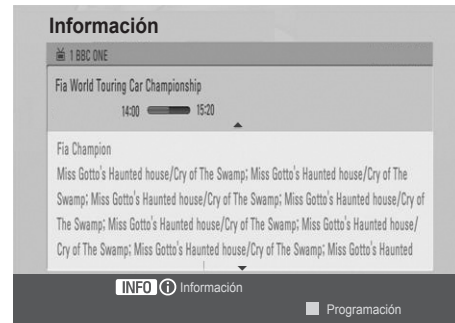 Información
1 BBC ONE
Fia World Touring Car Championship
14:00 15:20
Fia Champion
Miss Gotto's Haunted house/Cry of The Swamp; Miss Gotto's Haunted house/Cry of The
Swamp; Miss Gotto's Haunted house/Cry of The Swamp; Miss Gotto's Haunted house/Cry of
The Swamp; Miss Gotto's Haunted house/Cry of The Swamp; Miss Gotto's Haunted house/
Cry of The Swamp; Miss Gotto's Haunted house/Cry of The Swamp; Miss Gotto's Haunted
INFO i Información
Programación